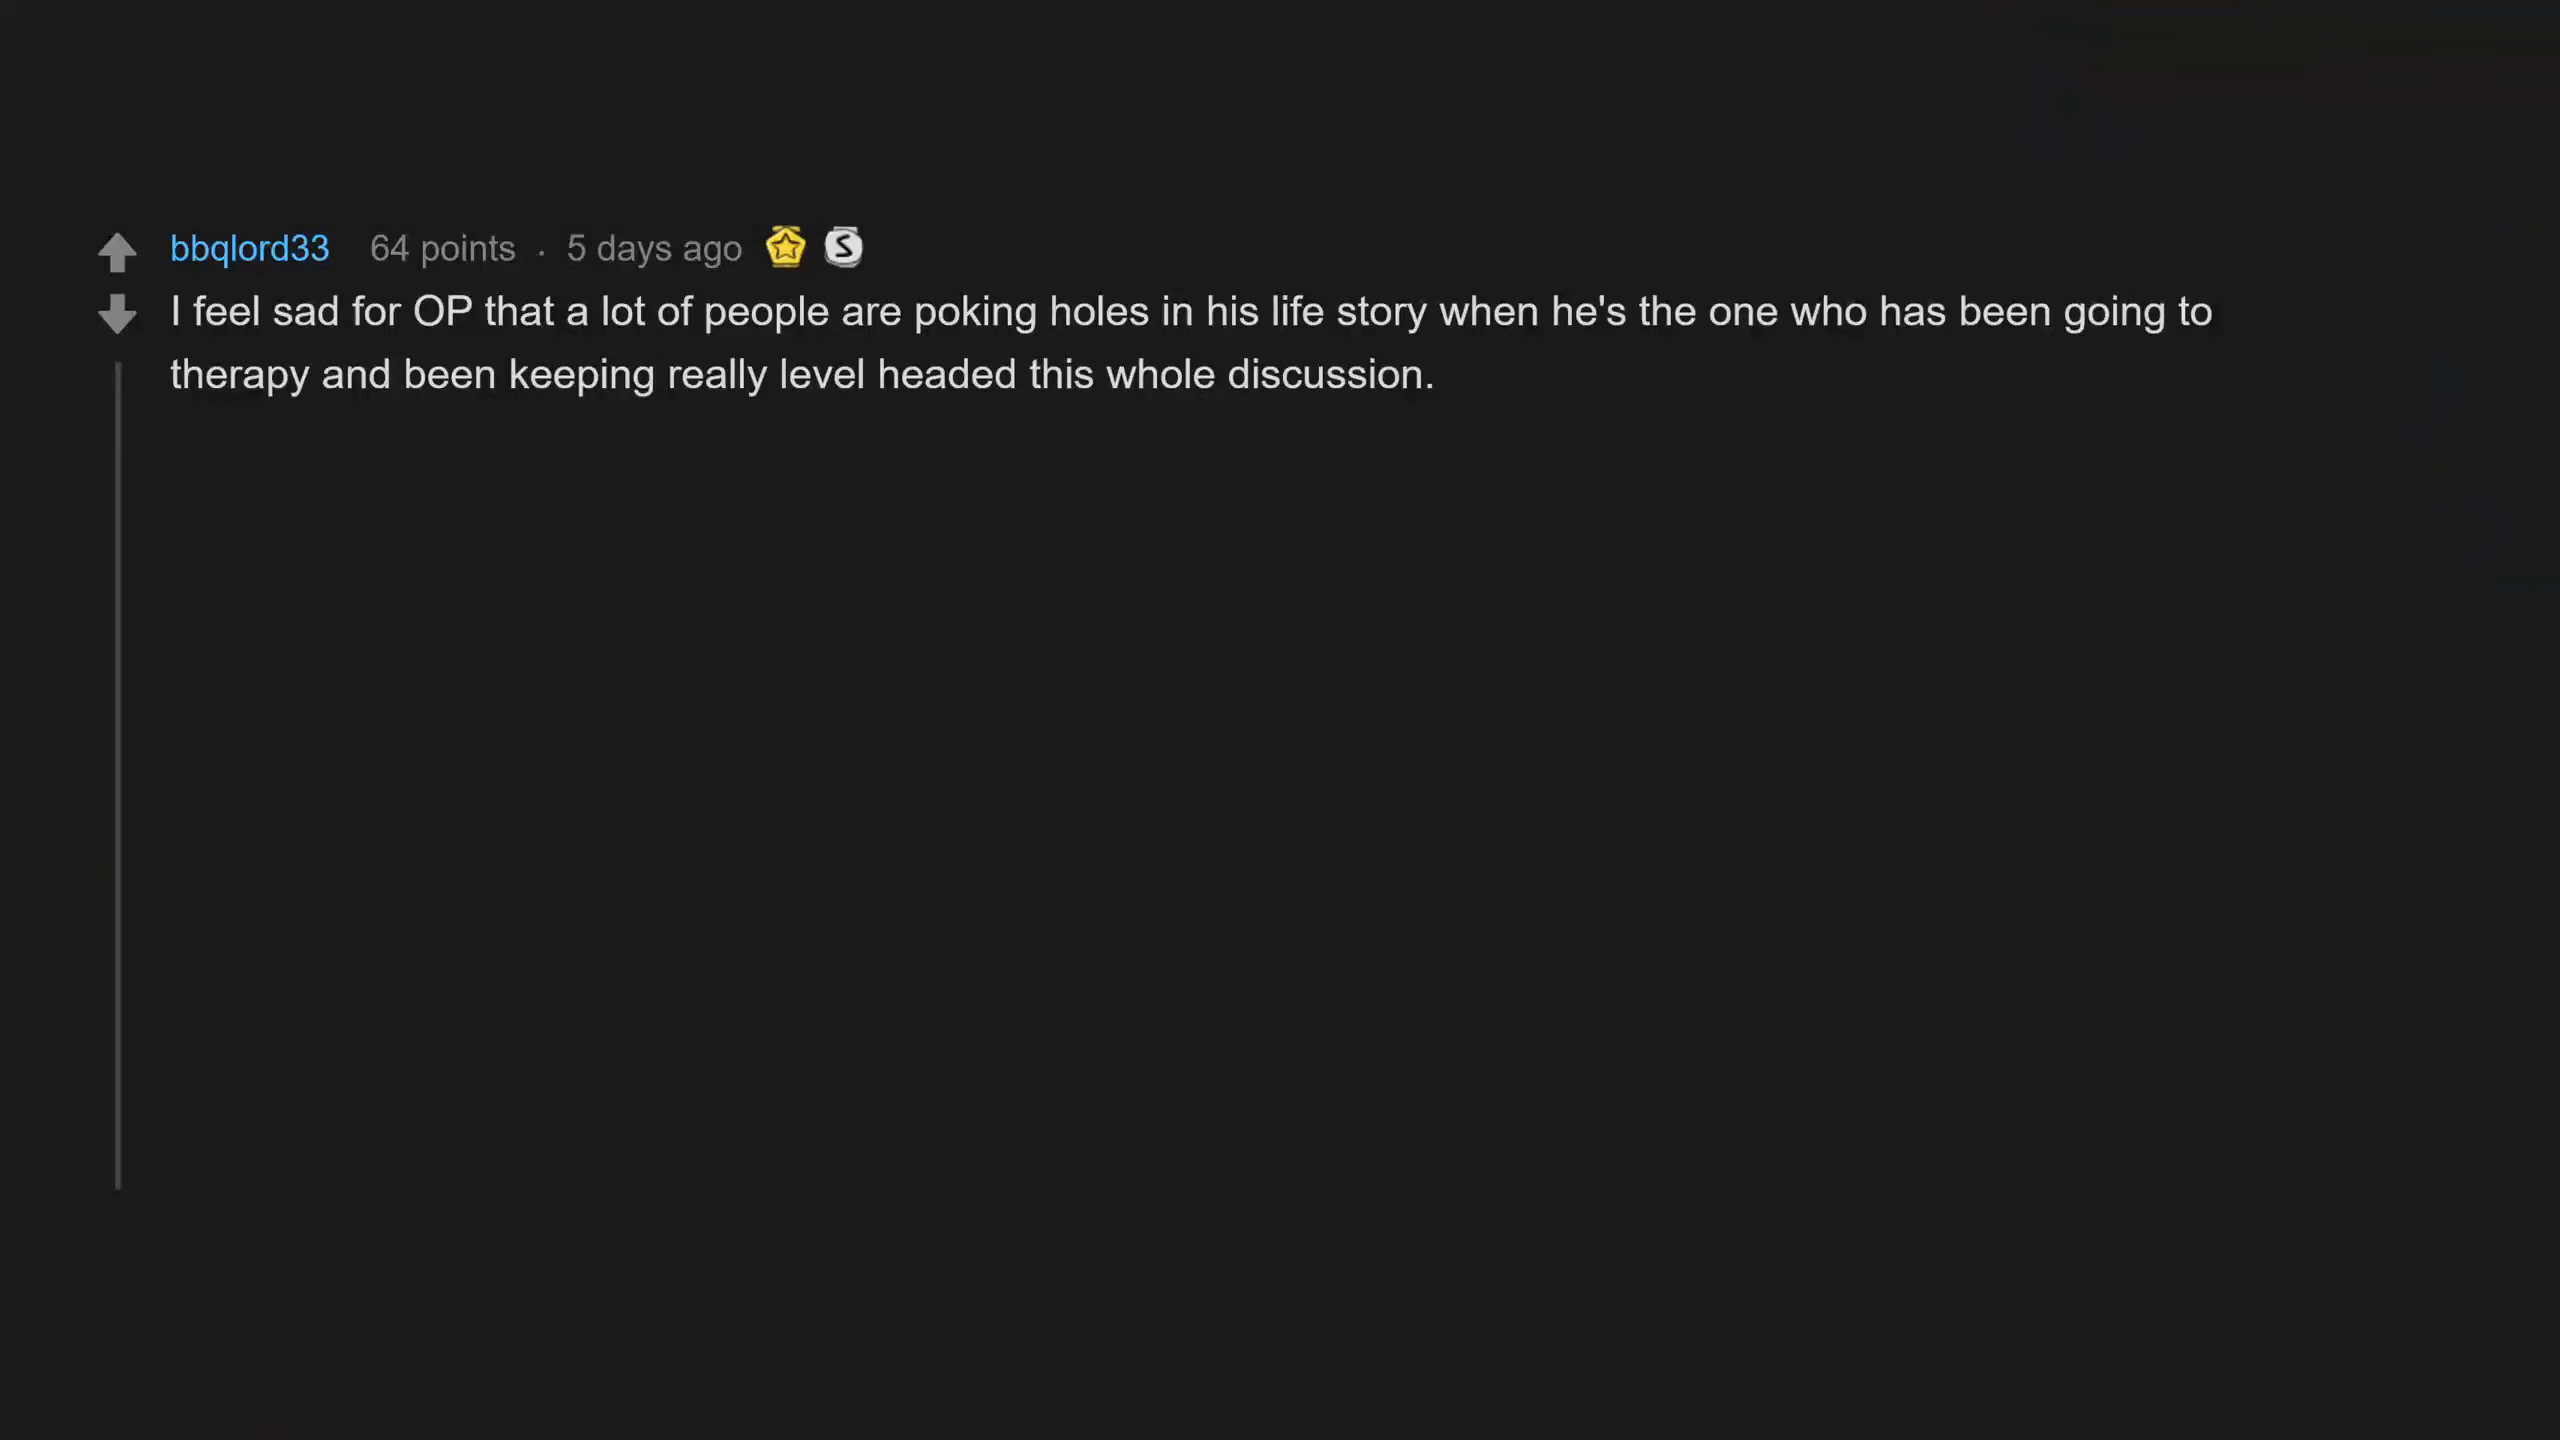 bbqlord33 64 points · 5 days ago S
I feel sad for OP that a lot of people are poking holes in his life story when he's the one who has been going to
therapy and been keeping really level headed this whole discussion.